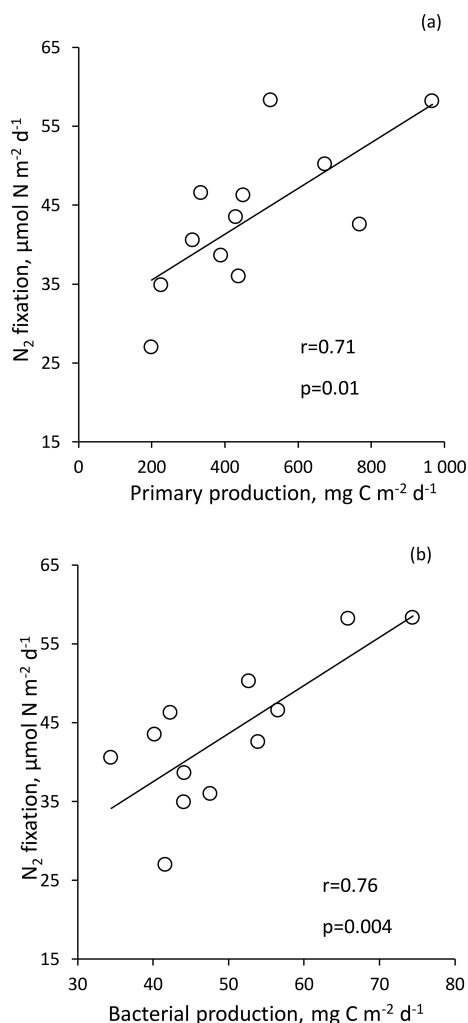 (a)
65
55
45
35
25
15
N₂ fixation, µmol N m⁻² d⁻¹
r=0.71
p=0.01
0 200 400 600 800 1 000
Primary production, mg C m⁻² d⁻¹
(b)
65
55
45
35
25
15
N₂ fixation, µmol N m⁻² d⁻¹
r=0.76
p=0.004
30 40 50 60 70 80
Bacterial production, mg C m⁻² d⁻¹